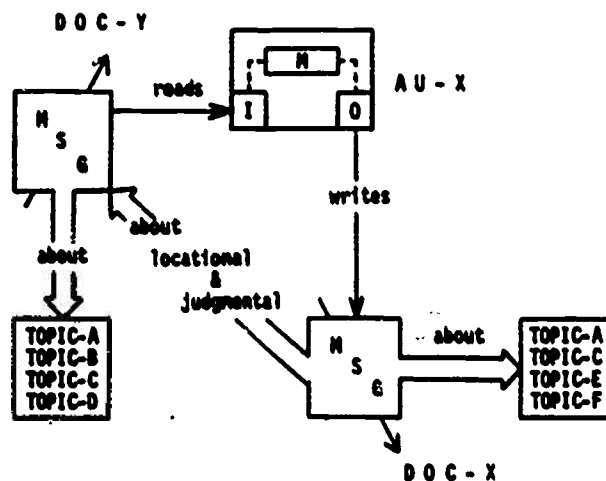 DOC-Y
M
AU-X
reads
I
O
M
S
G
writes
about
about
locational
&
judgmental
TOPIC-A
TOPIC-B
TOPIC-C
TOPIC-D
M
S
G
about
TOPIC-A
TOPIC-C
TOPIC-E
TOPIC-F
DOC-X